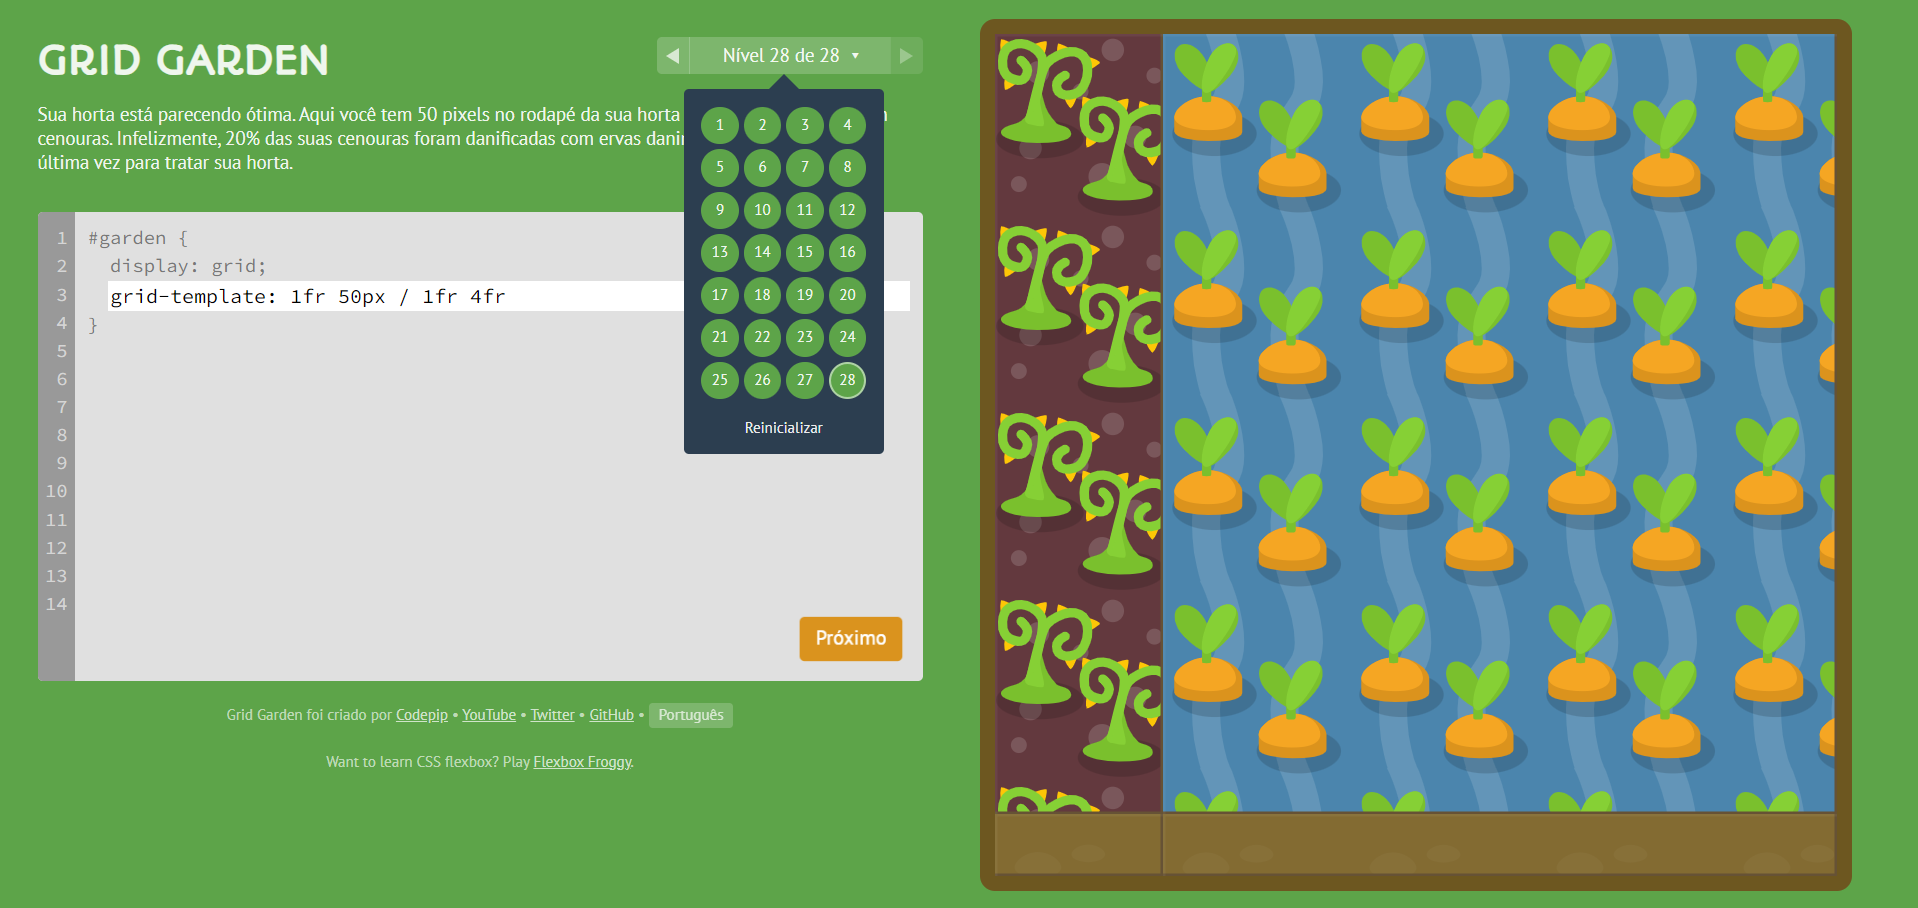 GRID GARDEN
Nível 28 de 28
Sua horta está parecendo ótima. Aqui você tem 50 pixels no rodapé da sua horta
cenouras. Infelizmente, 20% das suas cenouras foram danificadas com ervas
última vez para tratar sua horta.
1 2 3 4
5 6 7 8
9 10 11 12
13 14 15 16
17 18 19 20
21 22 23 24
25 26 27 28
Reinicializar
1 #garden {
2 display: grid;
3 grid-template: 1fr 50px / 1fr 4fr
4 }
5
6
7
8
9
10
11
12
13
14
Próximo
Grid Garden foi criado por Codepip • YouTube • Twitter • GitHub • Português
Want to learn CSS flexbox? Play Flexbox Froggy.